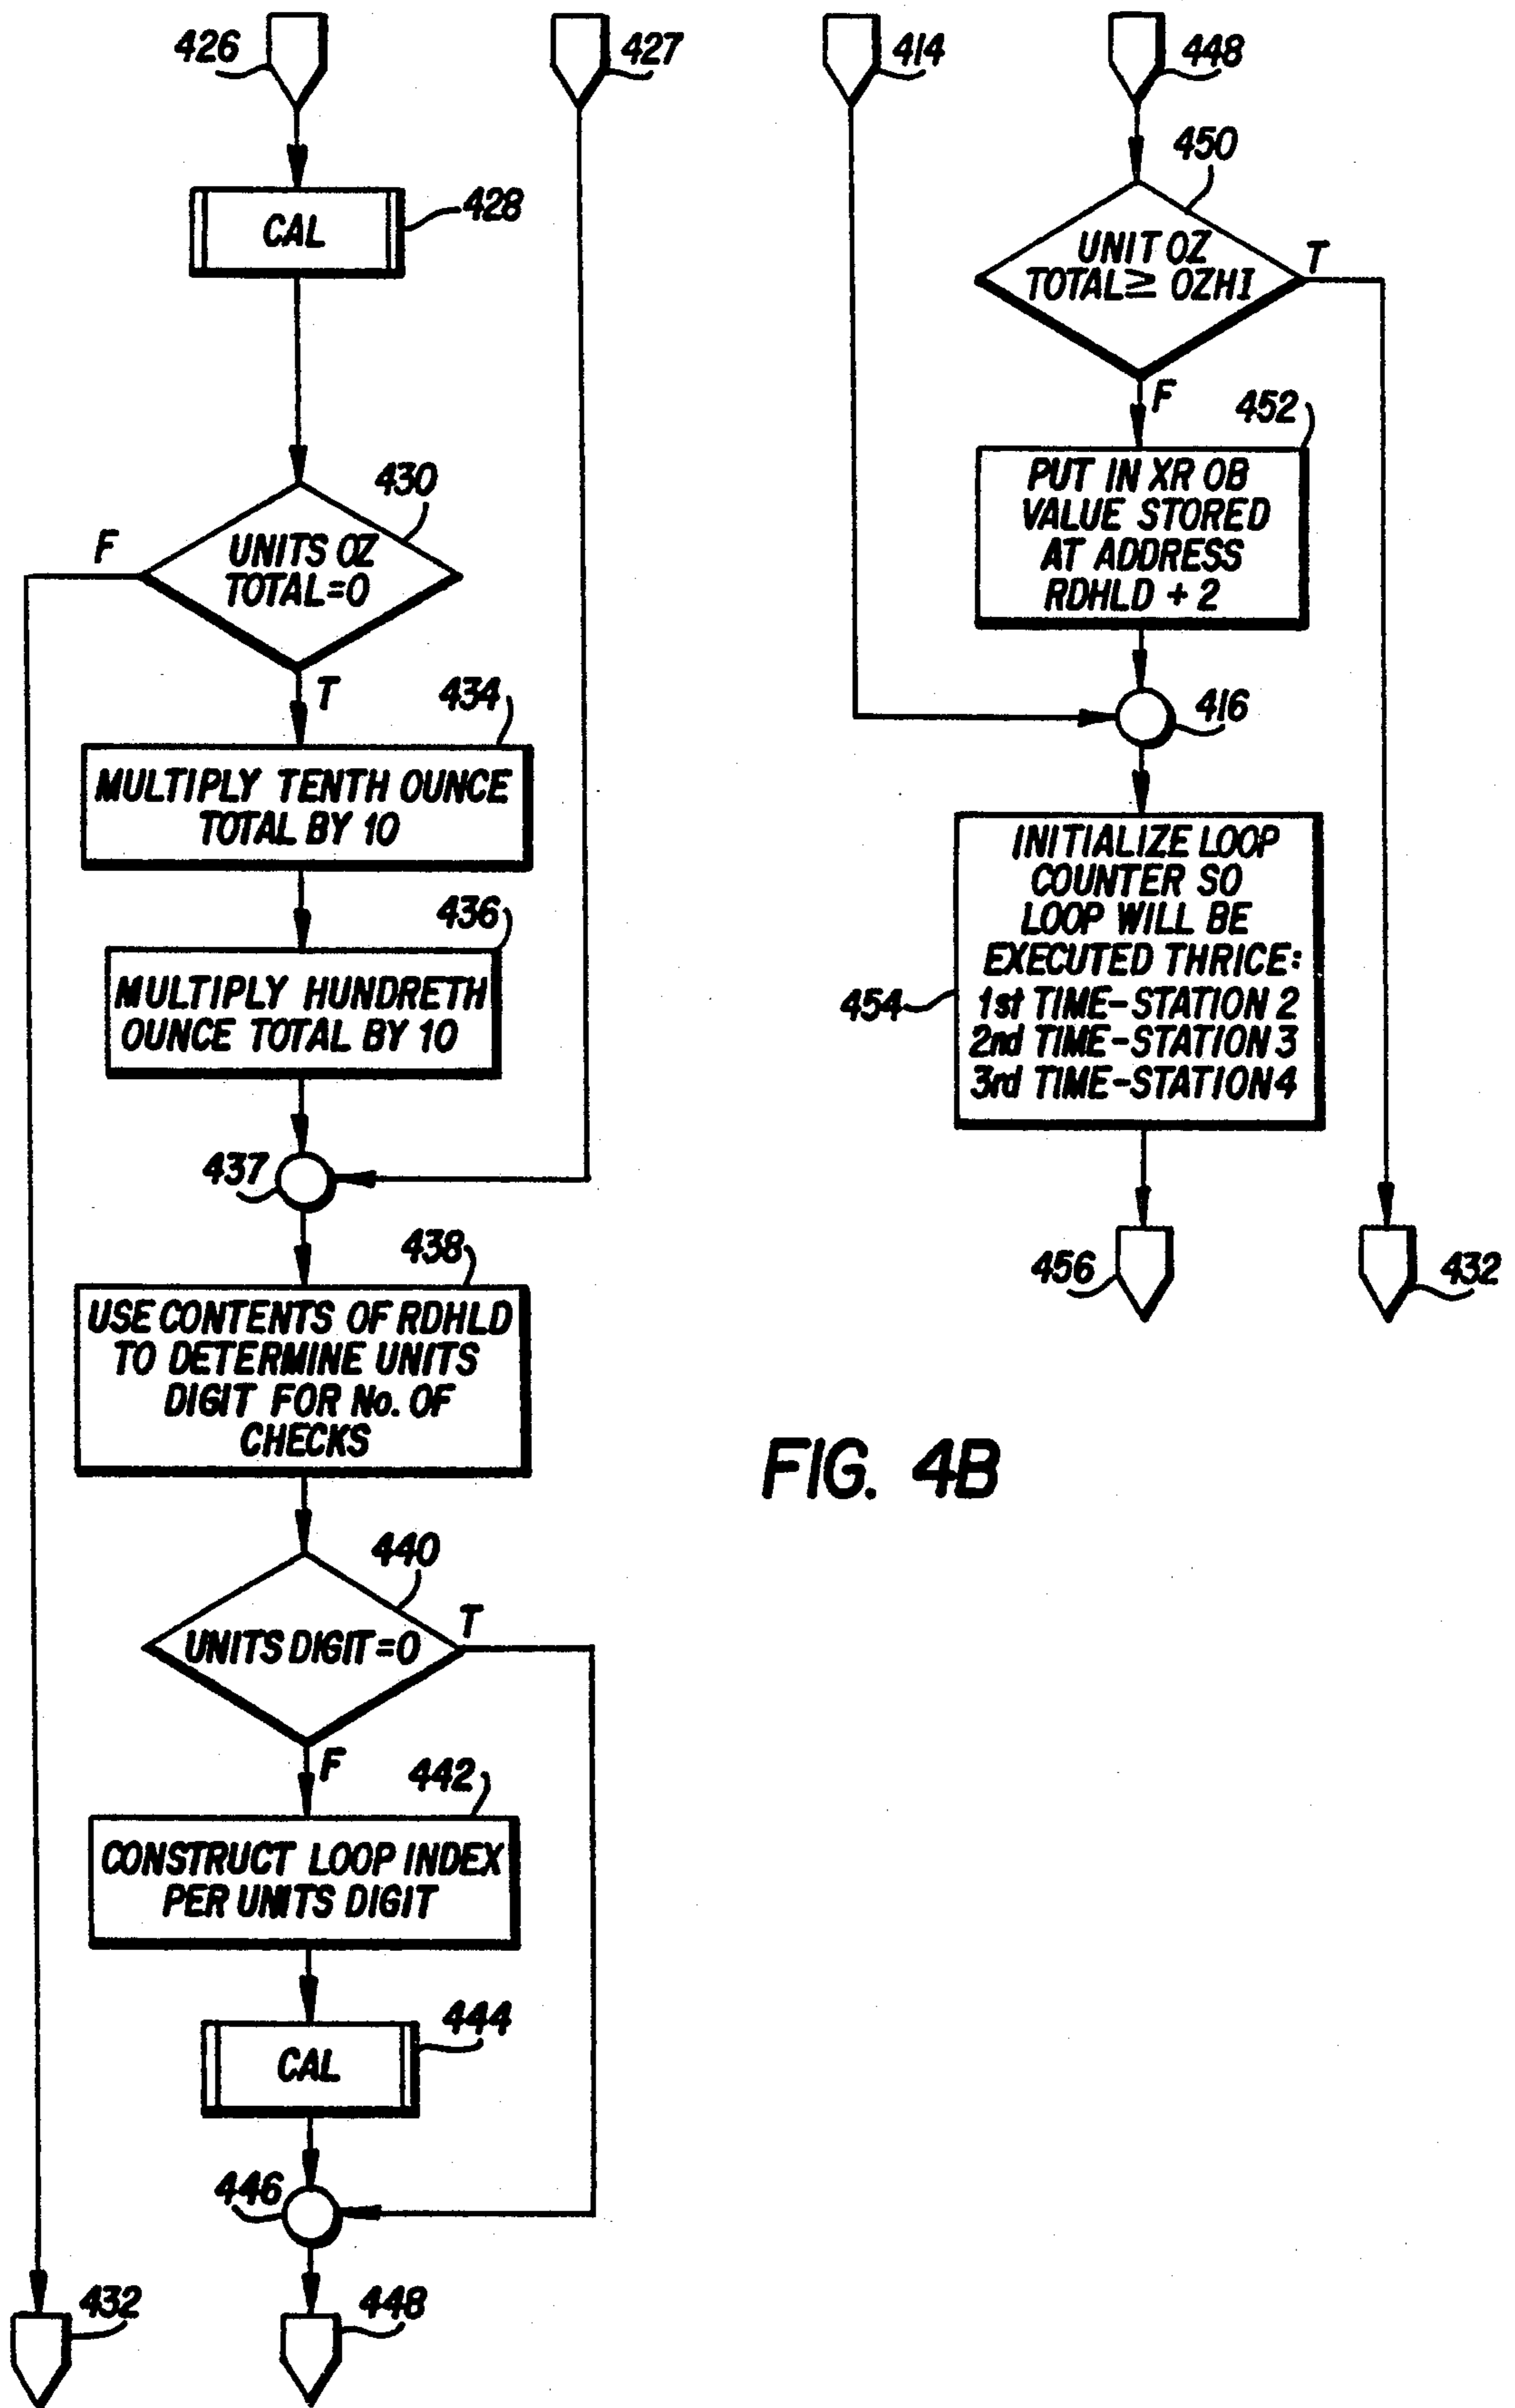 426
427
428
CAL
430
F
UNITS OZ
TOTAL=0
T
434
MULTIPLY TENTH OUNCE
TOTAL BY 10
436
MULTIPLY HUNDRETH
OUNCE TOTAL BY 10
437
438
USE CONTENTS OF RDHLD
TO DETERMINE UNITS
DIGIT FOR No. OF
CHECKS
440
T
UNITS DIGIT=0
F
442
CONSTRUCT LOOP INDEX
PER UNITS DIGIT
444
CAL
446
432
448
414
448
450
UNIT OZ
TOTAL≥ OZHI
T
F
452
PUT IN XR OB
VALUE STORED
AT ADDRESS
RDHLD + 2
416
INITIALIZE LOOP
COUNTER SO
LOOP WILL BE
EXECUTED THRICE:
454
1st TIME-STATION 2
2nd TIME-STATION 3
3rd TIME-STATION 4
456
432
FIG. 4B